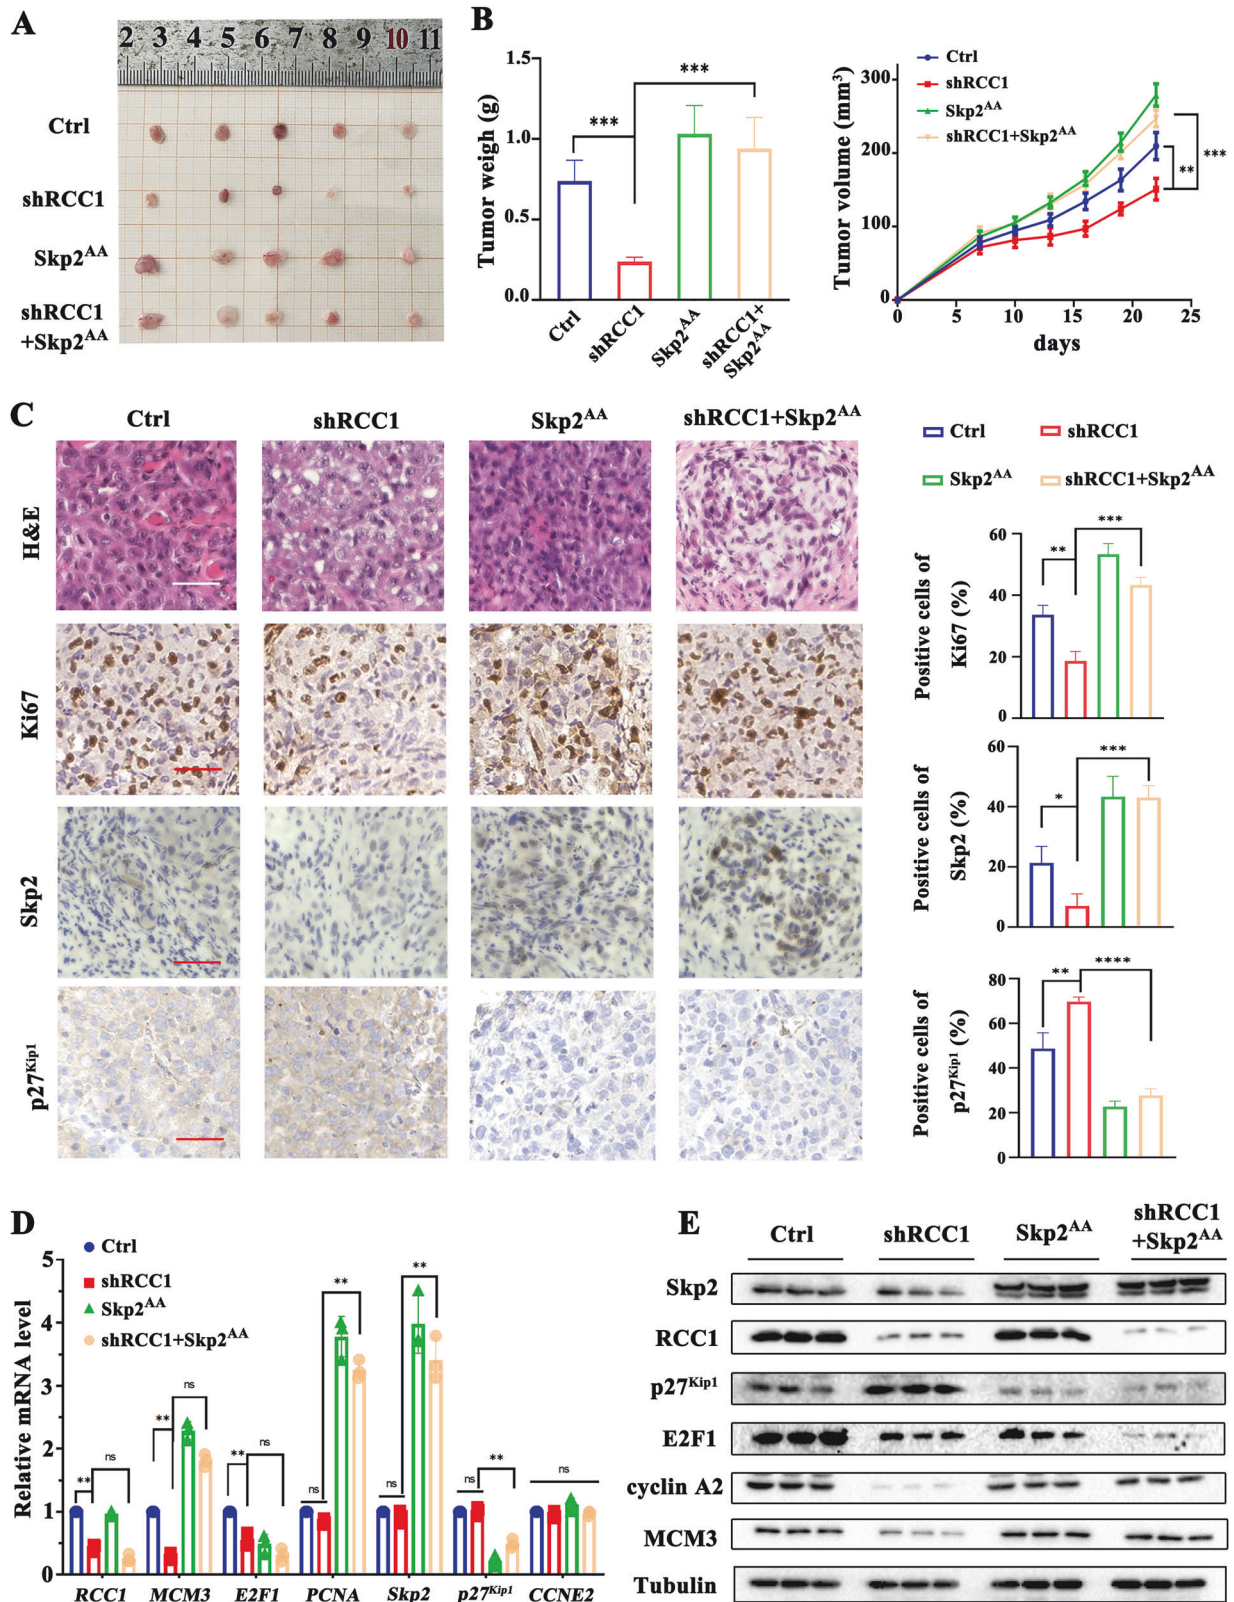 A
2 3 4 5 6 7 8 9 10 11
Ctrl
shRCC1
Skp2AA
shRCC1
+Skp2AA
B
Tumor weigh (g)
1.5
1.0
0.5
0.0
***
***
Ctrl
shRCC1
Skp2AA
shRCC1+
Skp2AA
Tumor volume (mm3)
300
200
100
0
Ctrl
shRCC1
Skp2AA
shRCC1+Skp2AA
**
***
0 5 10 15 20 25
days
C
Ctrl
shRCC1
Skp2AA
shRCC1+Skp2AA
H&E
Ki67
Skp2
p27Kip1
Ctrl
shRCC1
Skp2AA
shRCC1+Skp2AA
Positive cells of
Ki67 (%)
60
40
20
0
**
***
Positive cells of
Skp2 (%)
60
40
20
0
*
***
Positive cells of
p27Kip1 (%)
80
60
40
20
0
**
****
D
Ctrl
shRCC1
Skp2AA
shRCC1+Skp2AA
Relative mRNA level
5
4
3
2
1
0
** ns
** ns
** ns
ns **
ns **
ns **
ns
RCC1 MCM3 E2F1 PCNA Skp2 p27Kip1 CCNE2
E
Ctrl
shRCC1
Skp2AA
shRCC1
+Skp2AA
Skp2
RCC1
p27Kip1
E2F1
cyclin A2
MCM3
Tubulin